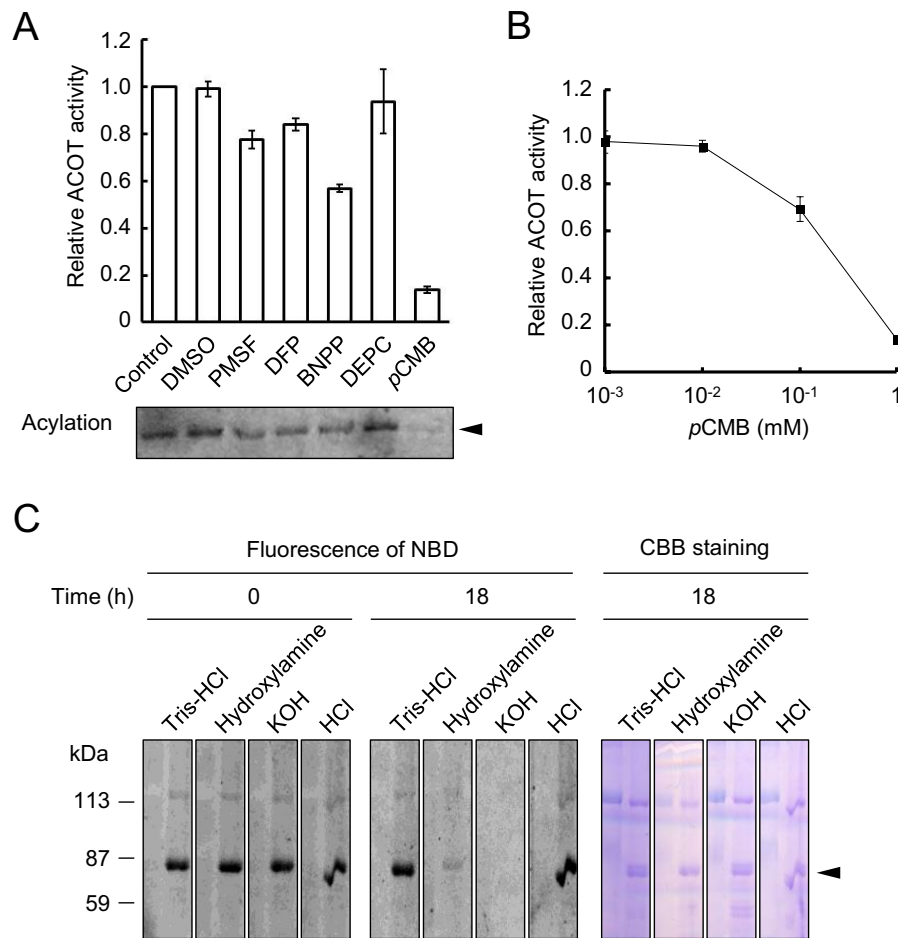 A
Relative ACOT activity
1.2
1.0
0.8
0.6
0.4
0.2
0
Control
DMSO
PMSF
DFP
BNPP
DEPC
pCMB
Acylation
B
Relative ACOT activity
1.2
1.0
0.8
0.6
0.4
0.2
0
10⁻³
10⁻²
10⁻¹
1
pCMB (mM)
C
Fluorescence of NBD
CBB staining
Time (h)
0
18
18
Tris-HCl
Hydroxylamine
KOH
HCl
Tris-HCl
Hydroxylamine
KOH
HCl
Tris-HCl
Hydroxylamine
KOH
HCl
kDa
113
87
59